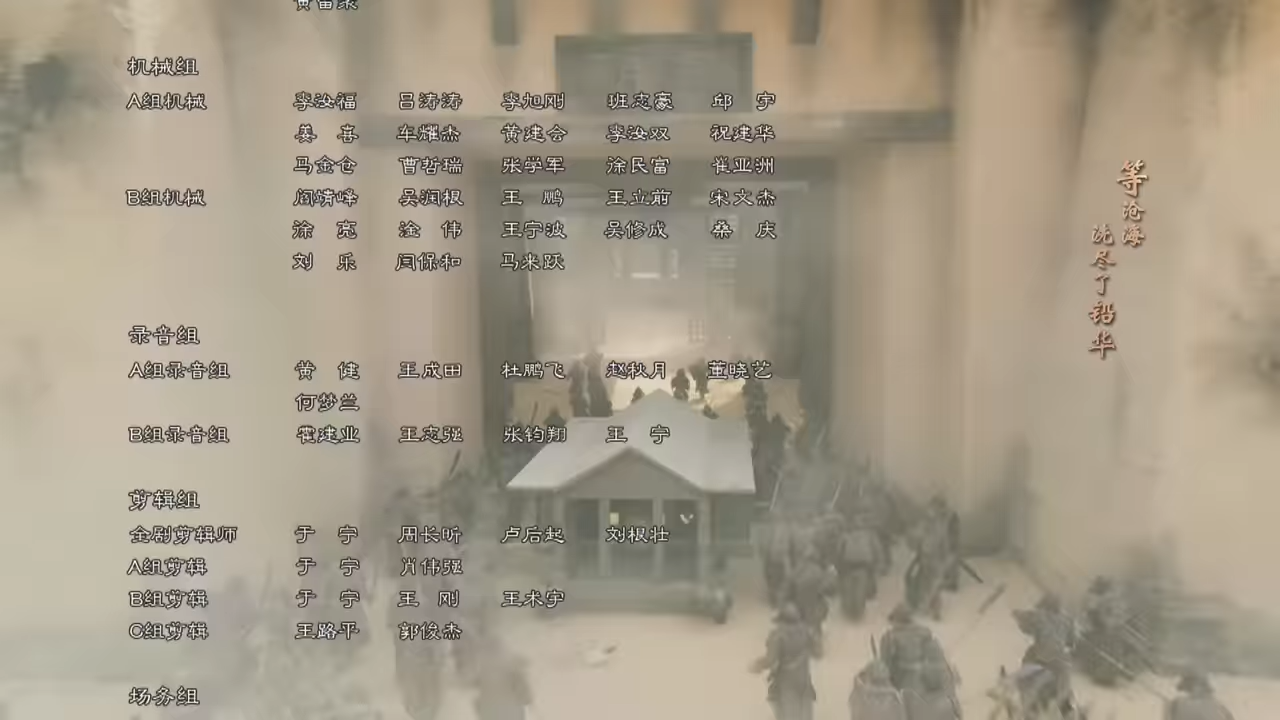 机械组
A组机械 李汝福 吕涛涛 李旭刚 班志豪 邱宇
姜喜 车耀杰 黄建会 李汝双 祝建华
马金仓 曹哲瑞 张学军 涂民富 崔亚洲
B组机械 阎靖峰 吴润根 王鹏 王立前 宋文杰
涂亮 淦伟 王宁波 吴修成 桑庆
刘乐 闫保和 马来跃
录音组
A组录音组 黄健 王成田 杜鹏飞 赵秋月 董晓艺
何梦兰
B组录音组 霍建业 王志强 张钧翔 王宁
剪辑组
全剧剪辑师 于宁 周长昕 卢后起 刘根壮
A组剪辑 于宁 肖伟强
B组剪辑 于宁 王刚 王术宇
C组剪辑 王路平 郭俊杰
场务组
等沧海
洗尽了铅华